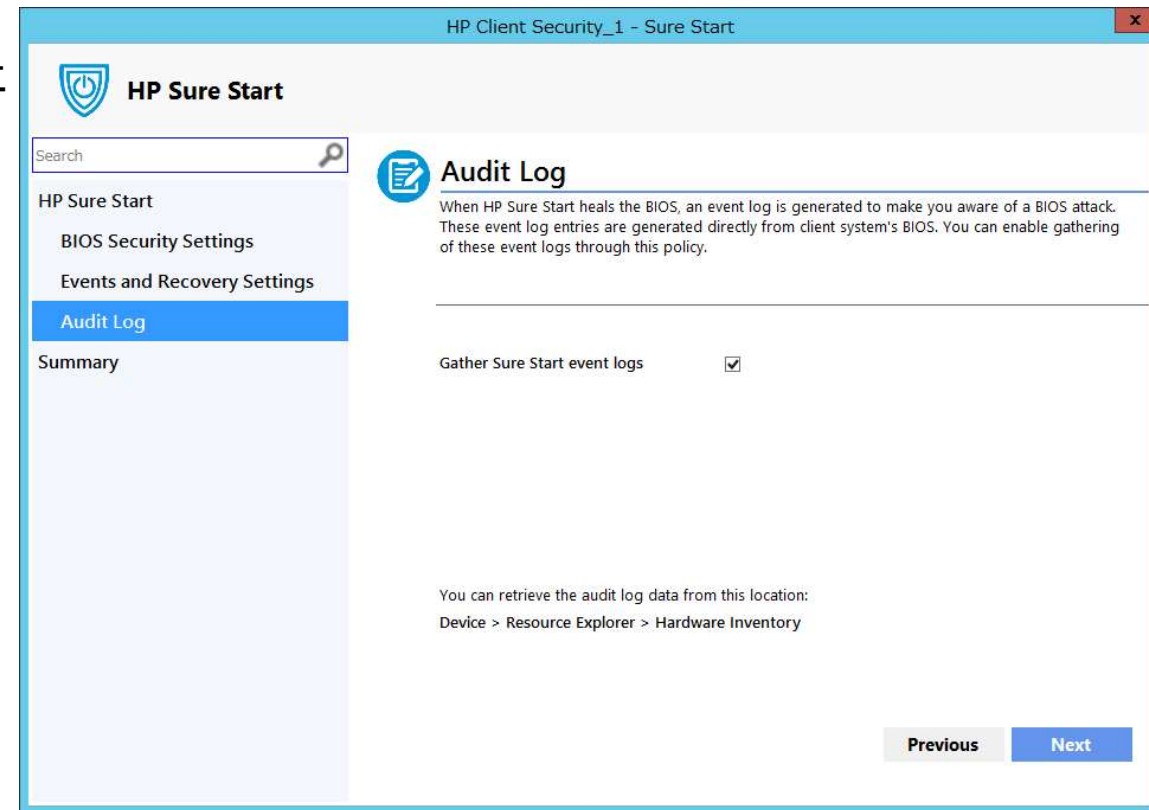 HP Client Security_1 - Sure Start
x
HP Sure Start
Search
HP Sure Start
BIOS Security Settings
Events and Recovery Settings
Audit Log
Summary
Audit Log
When HP Sure Start heals the BIOS, an event log is generated to make you aware of a BIOS attack.
These event log entries are generated directly from client system's BIOS. You can enable gathering
of these event logs through this policy.
Gather Sure Start event logs
You can retrieve the audit log data from this location:
Device > Resource Explorer > Hardware Inventory
Previous
Next